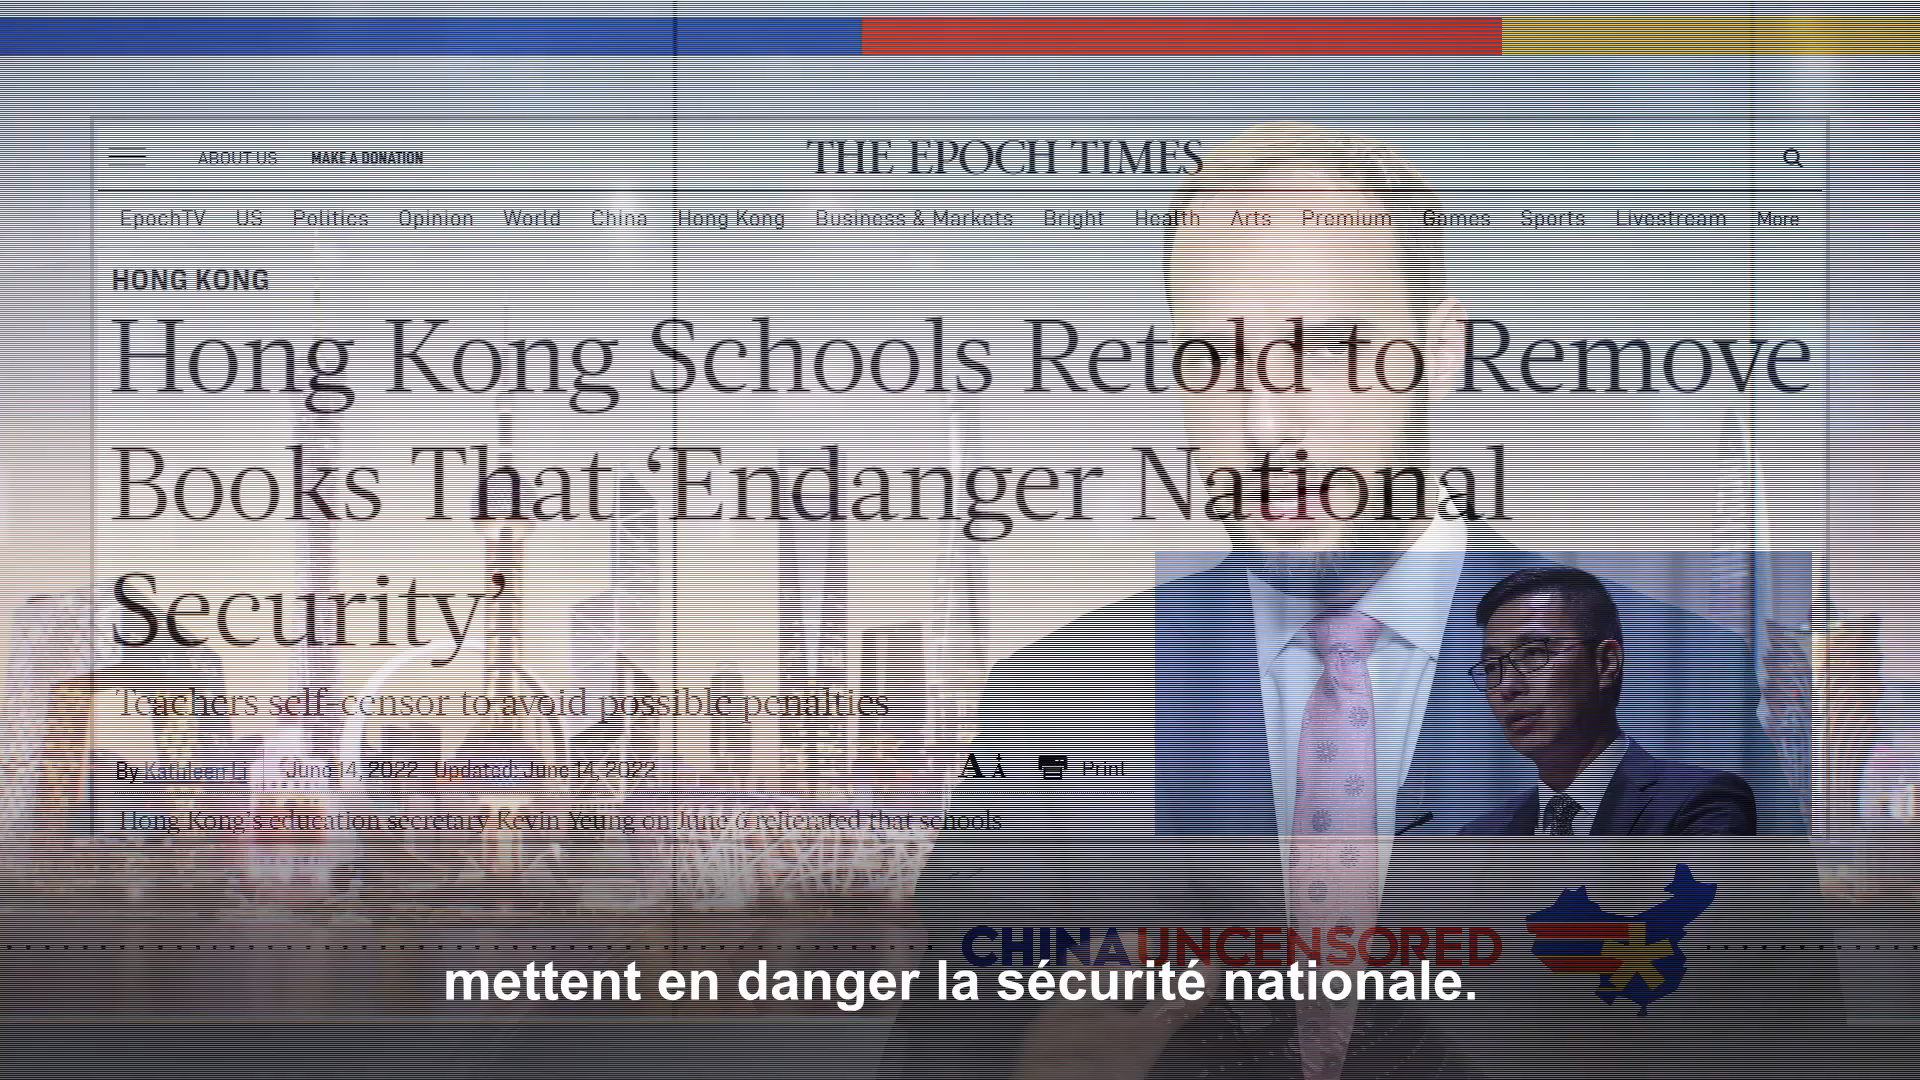 ABOUT US MAKE A DONATION THE EPOCH TIMES
EpochTV US Politics Opinion World China Hong Kong Business & Markets Bright Health Arts Premium Games Sports Livestream More
HONG KONG
Hong Kong Schools Retold to Remove
Books That ‘Endanger National
Security’
Teachers self-censor to avoid possible penalties
By Kathleen Li June 14, 2022 Updated: June 14, 2022 A A Print
Hong Kong’s education secretary Kevin Yeung on June 6 reiterated that schools
CHINA UNCENSORED
mettent en danger la sécurité nationale.